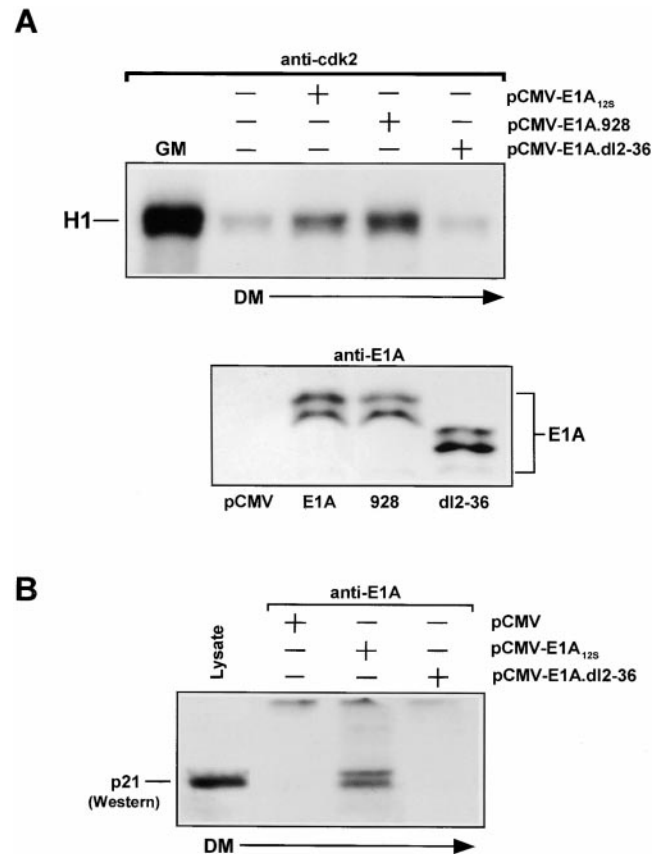 A
anti-cdk2
— + — — pCMV-E1A12S
— — + — pCMV-E1A.928
GM — — — + pCMV-E1A.dl2-36
H1—
DM
anti-E1A
E1A
pCMV E1A 928 dl2-36
B
anti-E1A
Lysate
+ — — pCMV
— + — pCMV-E1A12S
— — + pCMV-E1A.dl2-36
p21—
(Western)
DM